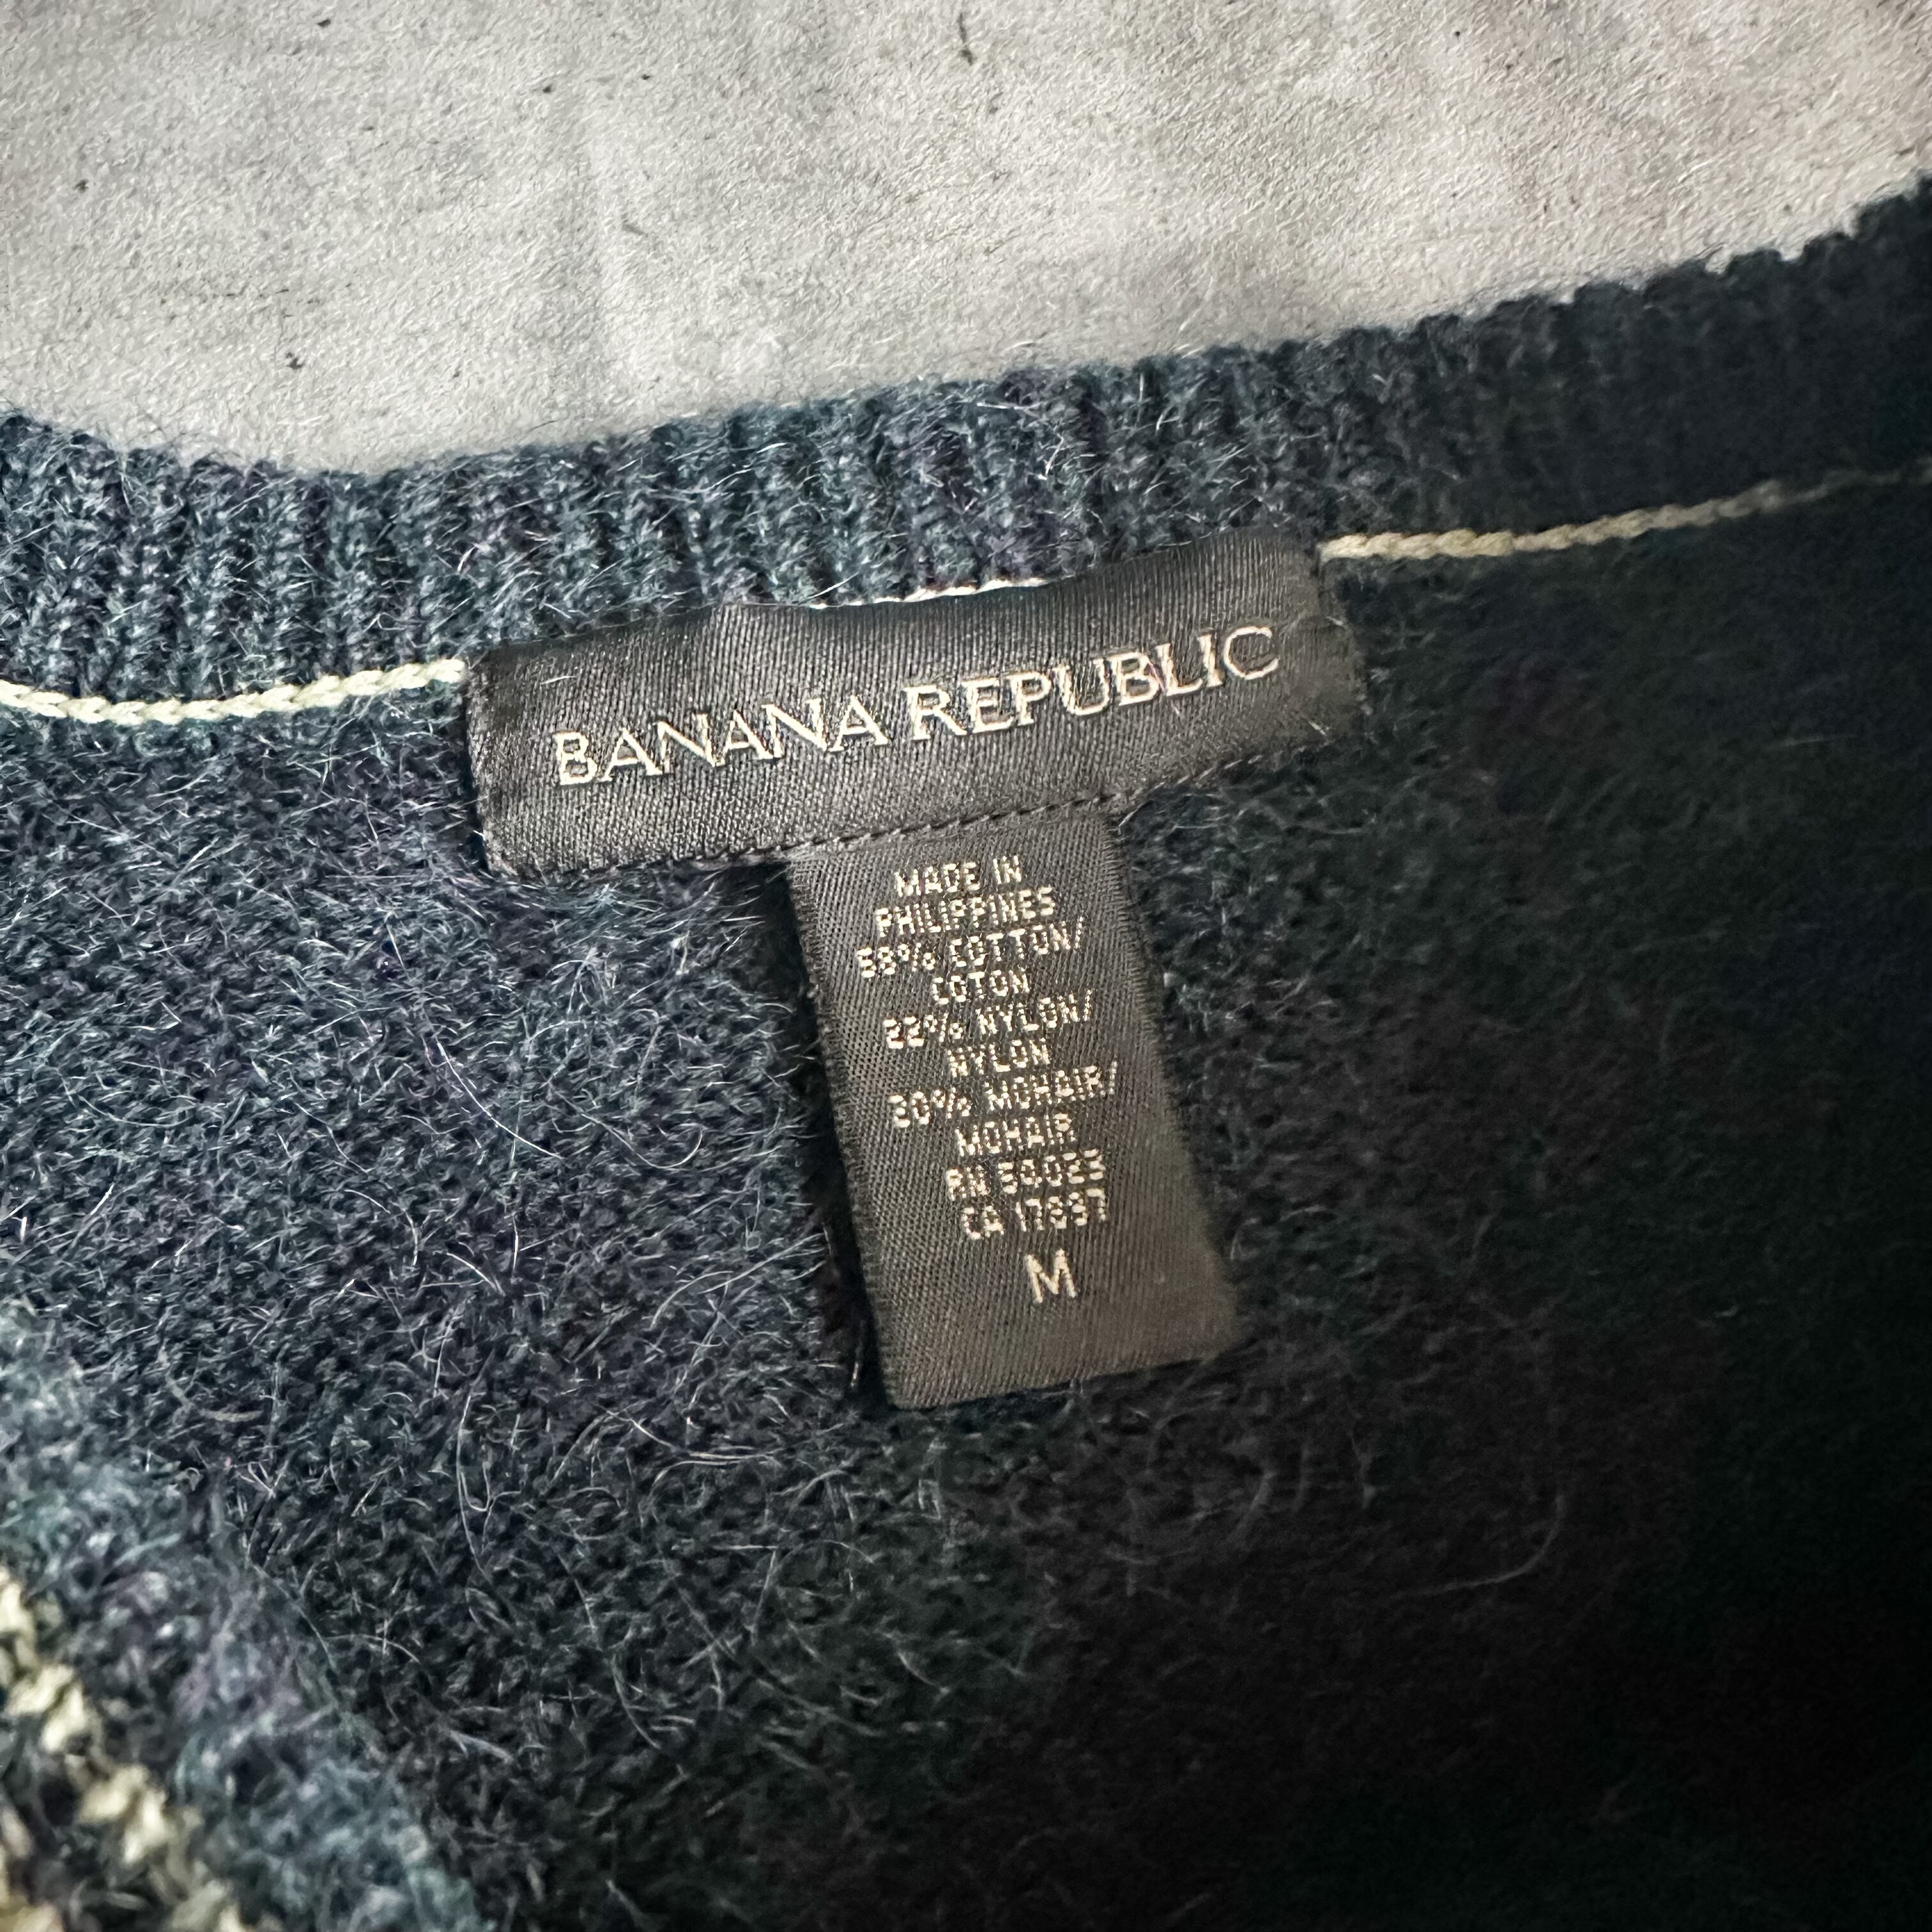 BANANA REPUBLIC
MADE IN
PHILIPPINES
58% COTTON/
COTON
22% NYLON/
NYLON
20% MOHAIR/
MOHAIR
RN 54023
CA 17897
M